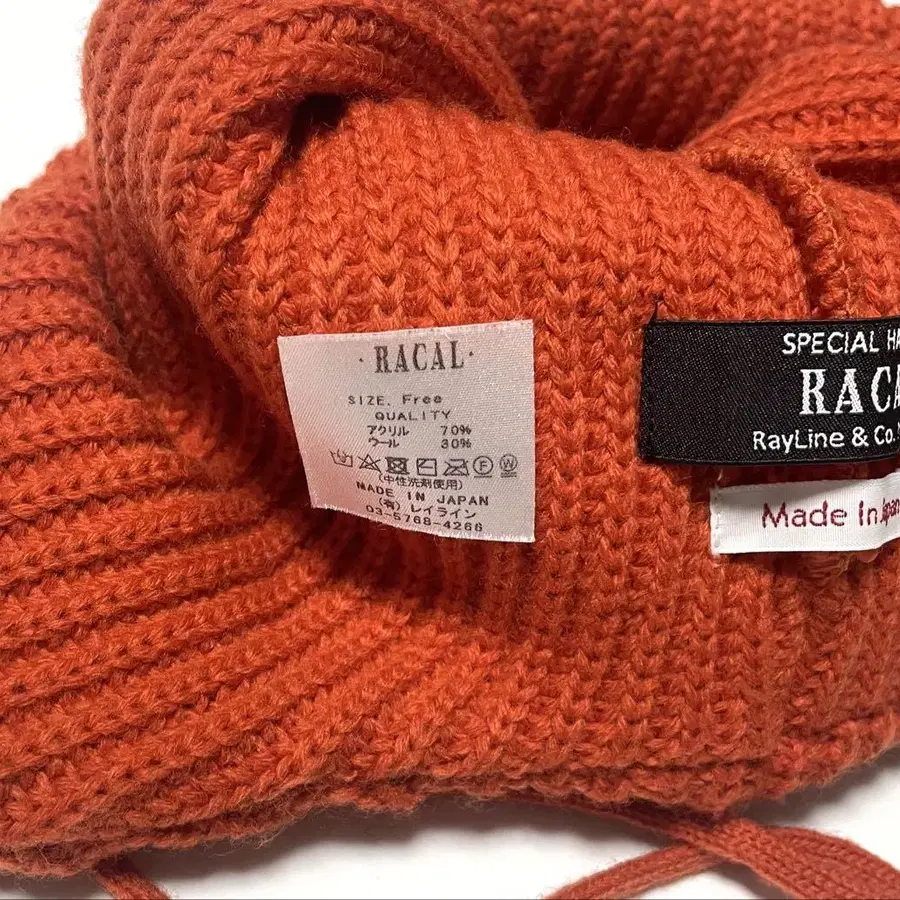 · RACAL ·
SIZE. Free
QUALITY
アクリル 70%
ウール 30%
(中性洗剤使用)
MADE IN JAPAN
(有)レイライン
03-5768-4266
SPECIAL HA
RACA
RayLine & Co.
Made In Japan